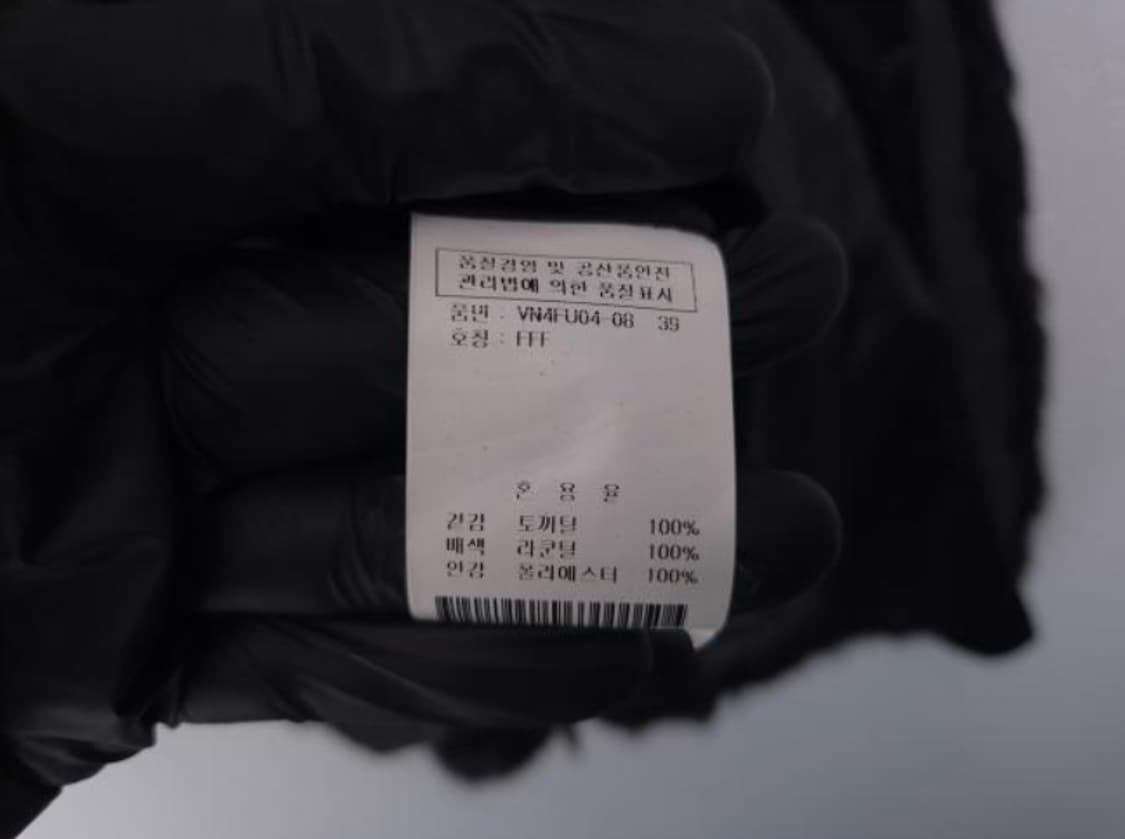 품질경영 및 공산품안전
관리법에 의한 품질표시
품번 : VN4FU04-08 39
호칭 : FFF
혼 용 율
겉감 토끼털 100%
배색 라쿤털 100%
안감 폴리에스터 100%